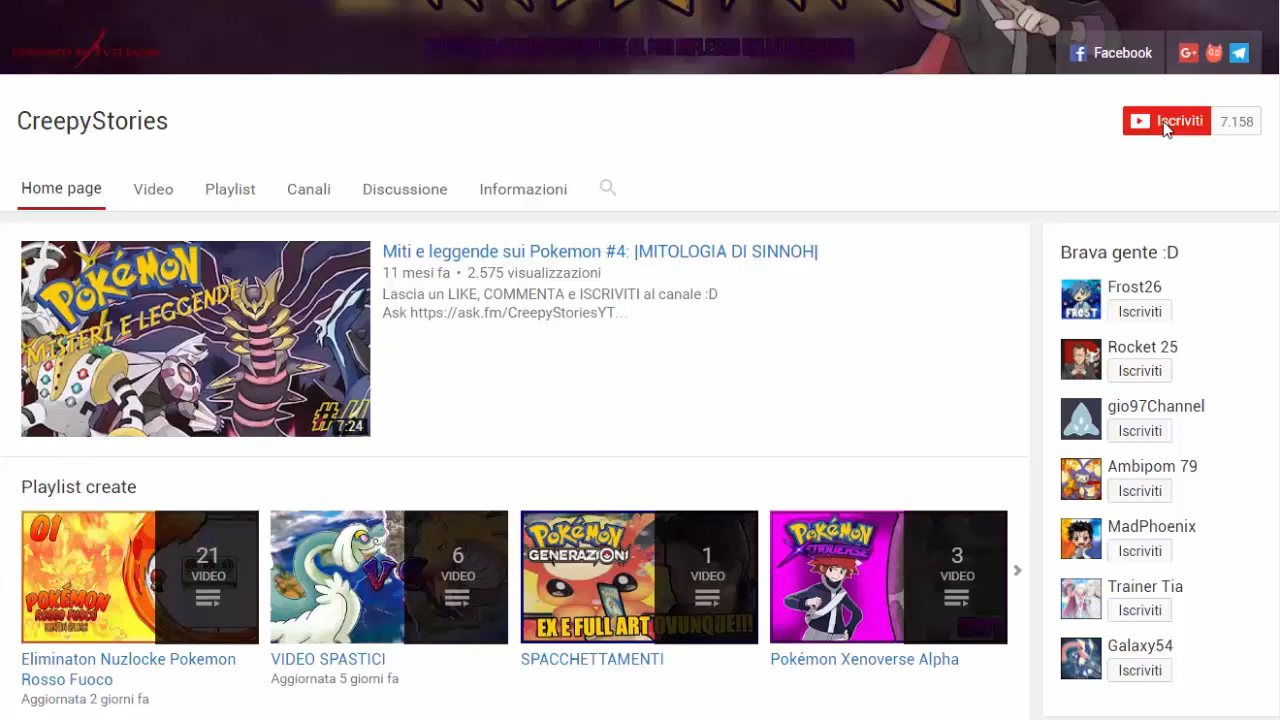 Facebook
CreepyStories
Iscriviti 7.158
Home page Video Playlist Canali Discussione Informazioni
POKÉMON
MISTERI E LEGGENDE
#4
7:24
Miti e leggende sui Pokemon #4: |MITOLOGIA DI SINNOH|
11 mesi fa • 2.575 visualizzazioni
Lascia un LIKE, COMMENTA e ISCRIVITI al canale :D
Ask https://ask.fm/CreepyStoriesYT...
Playlist create
01
POKÉMON
ROSSO FUOCO
21
VIDEO
Eliminaton Nuzlocke Pokemon
Rosso Fuoco
Aggiornata 2 giorni fa
6
VIDEO
VIDEO SPASTICI
Aggiornata 5 giorni fa
POKÉMON
GENERAZIONI
EX E FULL ART OVUNQUE!!!
1
VIDEO
SPACCHETTAMENTI
POKÉMON
XENOVERSE
3
VIDEO
Pokémon Xenoverse Alpha
Brava gente :D
FROST
Frost26
Iscriviti
Rocket 25
Iscriviti
gio97Channel
Iscriviti
Ambipom 79
Iscriviti
MadPhoenix
Iscriviti
Trainer Tia
Iscriviti
Galaxy54
Iscriviti